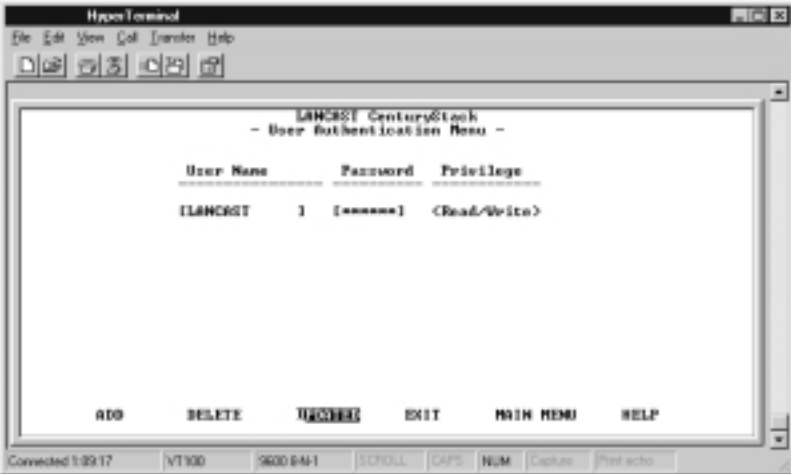 HyperTerminal
File Edit View Call Transfer Help
LANCAST CenturyStack
- User Authentication Menu -
User Name Password Privilege
[LANCAST ] [******] <Read/Write>
ADD DELETE UPDATED EXIT MAIN MENU HELP
Connected 1:09:17 VT100 9600 8-N-1 SCROLL CAPS NUM Capture Print echo